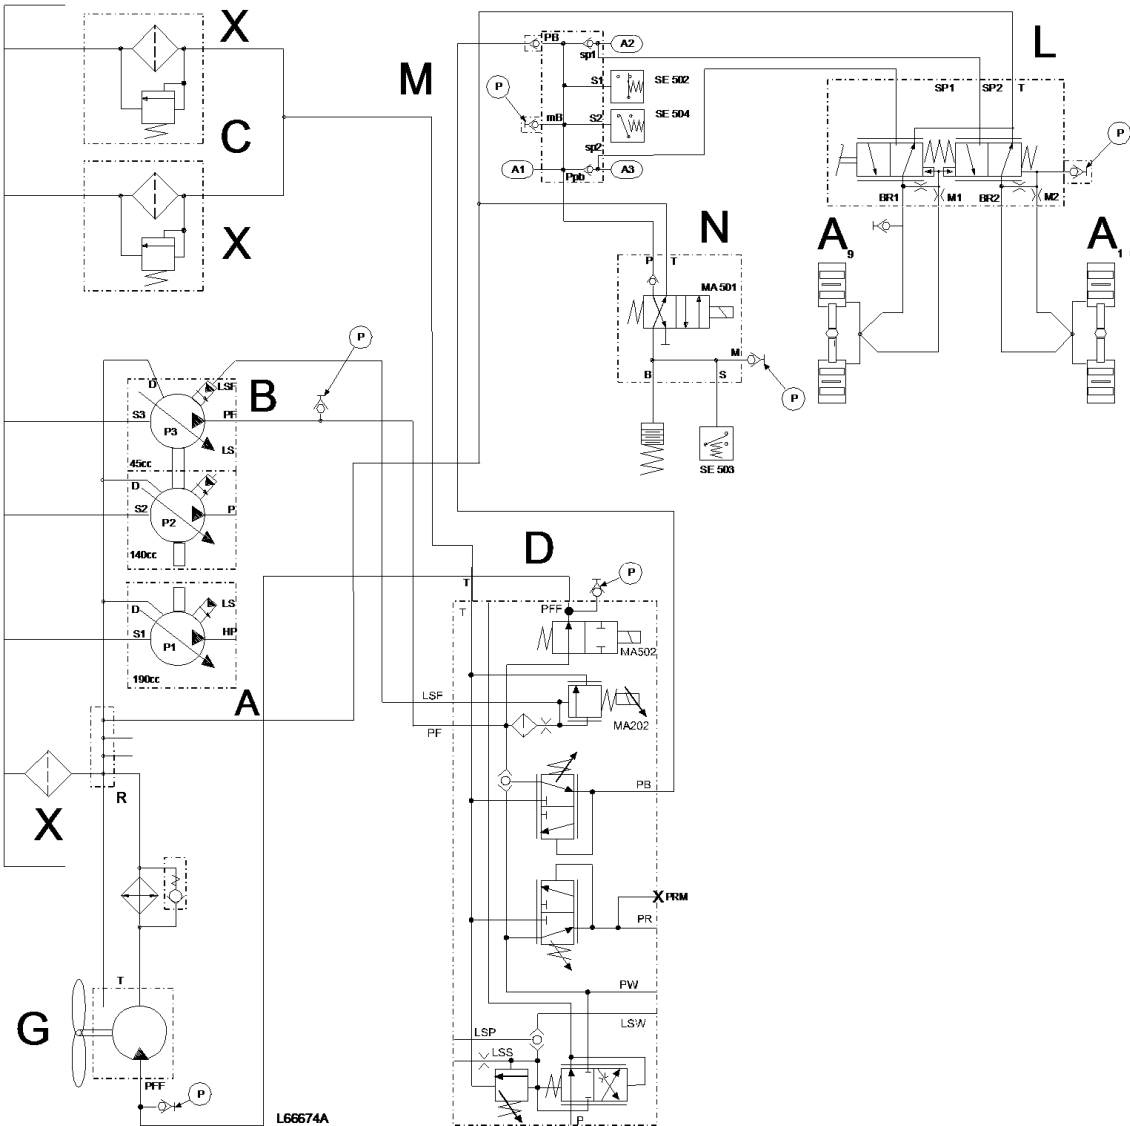 X
C
X
M
PB
sp1
A2
S1
SE 502
P
mB
S2
SE 504
sp2
A1
Ppb
A3
L
SP1
SP2
T
P
BR1
M1
BR2
M2
A
9
A
1
N
P
T
MA501
M
B
S
P
SE 503
P
D
LSF
B
S3
P3
PF
LS
45cc
D
S2
P2
P
140cc
D
LS
S1
P1
HP
190cc
A
R
X
T
G
PFF
P
L66674A
D
T
P
T
PFF
MA502
LSF
MA202
PF
PB
X PRM
PR
PW
LSW
LSP
LSS
P